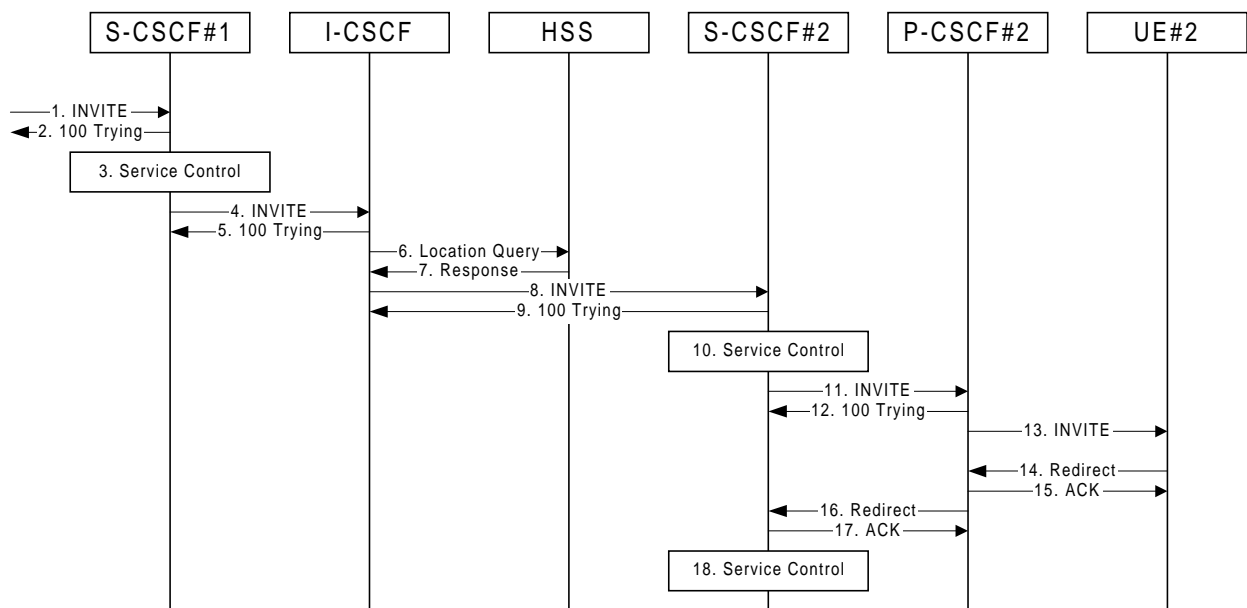 S-CSCF#1
I-CSCF
HSS
S-CSCF#2
P-CSCF#2
UE#2
1. INVITE
2. 100 Trying
3. Service Control
4. INVITE
5. 100 Trying
6. Location Query
7. Response
8. INVITE
9. 100 Trying
10. Service Control
11. INVITE
12. 100 Trying
13. INVITE
14. Redirect
15. ACK
16. Redirect
17. ACK
18. Service Control